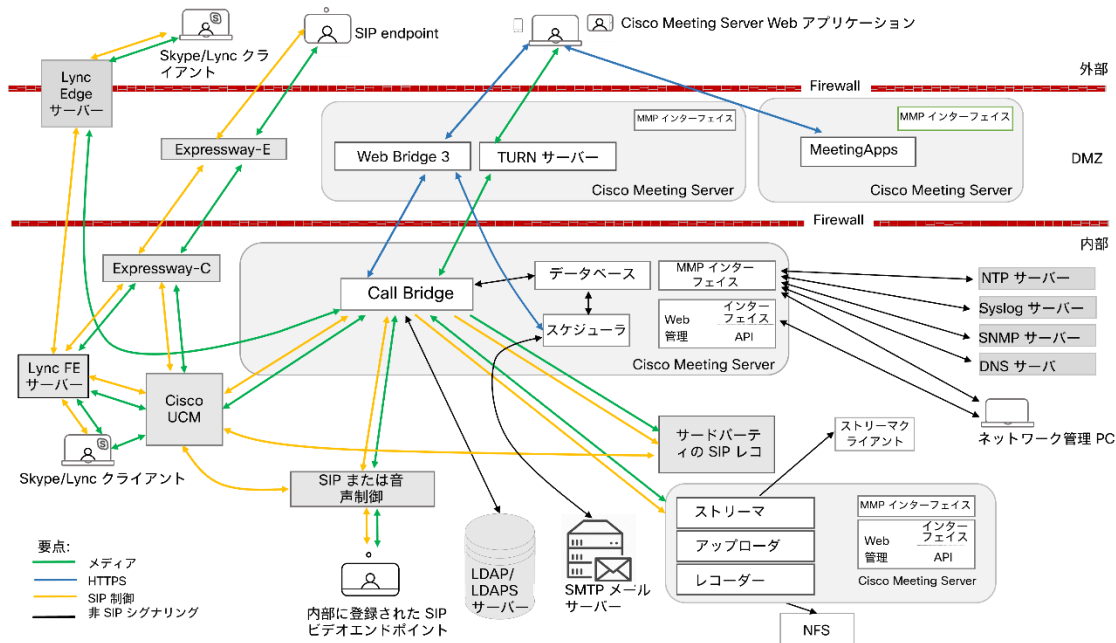 Skype/Lync クラ
イアント
SIP endpoint
Cisco Meeting Server Web アプリケーション
外部
Firewall
Firewall
Lync
Edge
サーバー
Expressway-E
MMP インターフェイス
Web Bridge 3
TURN サーバー
Cisco Meeting Server
MMP インターフェイス
MeetingApps
Cisco Meeting Server
DMZ
Firewall
Firewall
内部
Expressway-C
Call Bridge
データベース
スケジューラ
MMP インター
フェイス
Web
管理
インター
フェイス
API
Cisco Meeting Server
NTP サーバー
Syslog サーバー
SNMP サーバー
DNS サーバ
ネットワーク管理 PC
Lync FE
サーバー
Cisco
UCM
Skype/Lync クライアント
サードパーテ
ィの SIP レコ
ストリーマク
ライアント
SIP または音
声制御
ストリーマ
アップローダ
レコーダー
MMP インターフェイス
Web
管理
インター
フェイス
API
Cisco Meeting Server
NFS
LDAP/
LDAPS
サーバー
SMTP メール
サーバー
内部に登録された SIP
ビデオエンドポイント
要点:
メディア
HTTPS
SIP 制御
非 SIP シグナリング